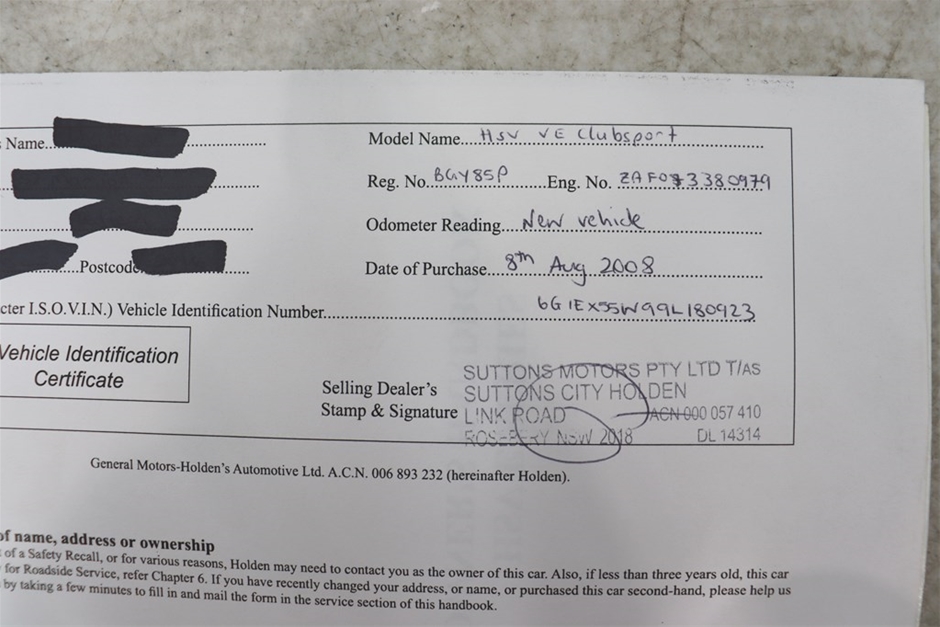 s Name
Model Name HSV VE Clubsport
Reg. No. BGY85P Eng. No.
Odometer Reading New vehicle
Postcode
Date of Purchase 8th Aug 2008
cter I.S.O.V.I.N.) Vehicle Identification Number 6G1EX55W99L180923
Vehicle Identification
Certificate
Selling Dealer's
Stamp & Signature
SUTTONS MOTORS PTY LTD T/AS
SUTTONS CITY HOLDEN
LINK ROAD ACN 000 057 410
ROSEBERY NSW 2018 DL 14314
General Motors-Holden's Automotive Ltd. A.C.N. 006 893 232 (hereinafter Holden).
of name, address or ownership
of a Safety Recall, or for various reasons, Holden may need to contact you as the owner of this car. Also, if less than three years old, this car
for Roadside Service, refer Chapter 6. If you have recently changed your address, or name, or purchased this car second-hand, please help us
by taking a few minutes to fill in and mail the form in the service section of this handbook.